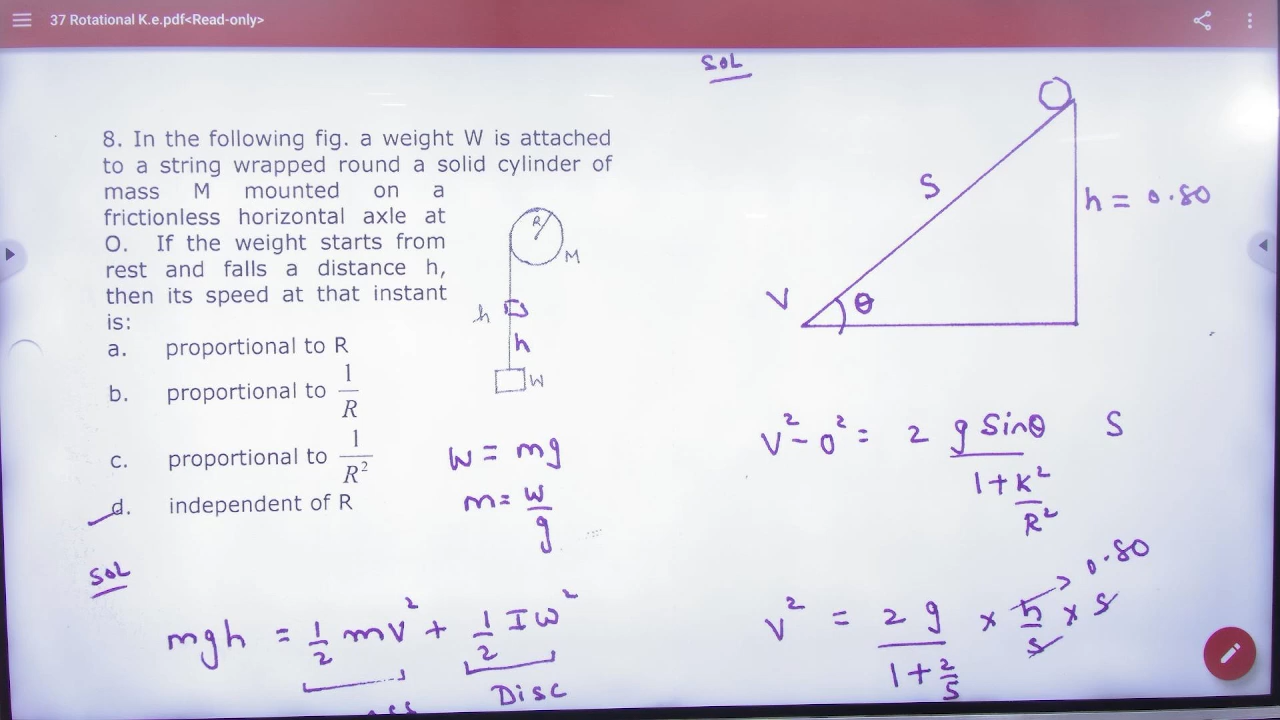 37 Rotational K.e.pdf<Read-only>
8. In the following fig. a weight W is attached
to a string wrapped round a solid cylinder of
mass M mounted on a
frictionless horizontal axle at
O. If the weight starts from
rest and falls a distance h,
then its speed at that instant
is:
a. proportional to R
b. proportional to 1/R
c. proportional to 1/R²
d. independent of R
R
M
h
h
W
W = mg
m = W/g
SOL
mgh = 1/2 mv² + 1/2 Iω²
Disc
SOL
S
h = 0.80
V
θ
V² - 0² = 2 g Sinθ / (1 + K²/R²) S
0.80
V² = 2g / (1 + 2/5) × h/S × S